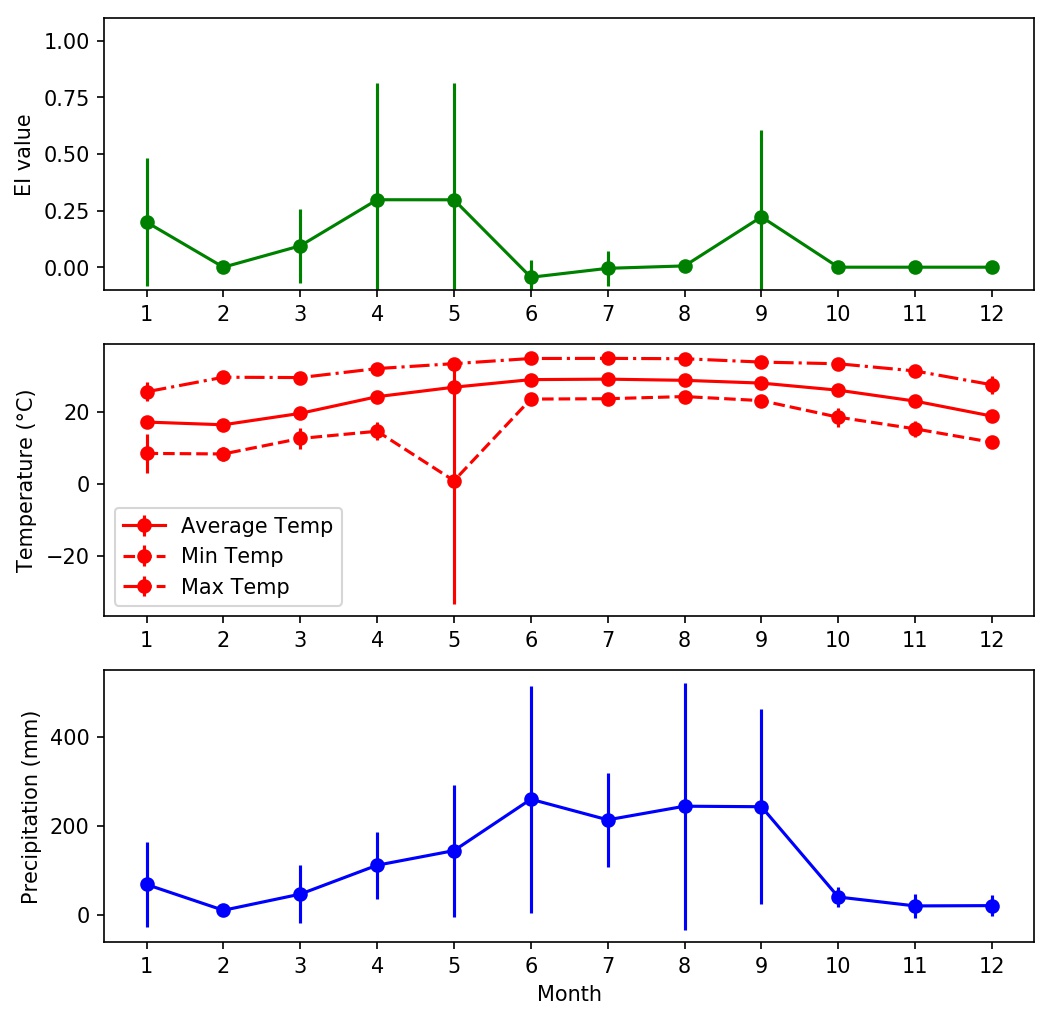 EI value
1.00
0.75
0.50
0.25
0.00
1 2 3 4 5 6 7 8 9 10 11 12
Temperature (°C)
20
0
−20
Average Temp
Min Temp
Max Temp
1 2 3 4 5 6 7 8 9 10 11 12
Precipitation (mm)
400
200
0
1 2 3 4 5 6 7 8 9 10 11 12
Month